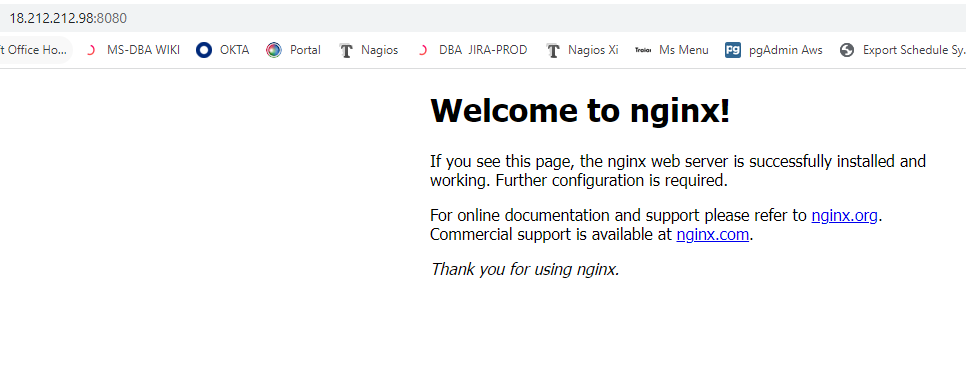 18.212.212.98:8080
ft Office Ho... MS-DBA WIKI OKTA Portal Nagios DBA JIRA-PROD Nagios Xi Traiana Ms Menu pgAdmin Aws Export Schedule Sy...
Welcome to nginx!
If you see this page, the nginx web server is successfully installed and
working. Further configuration is required.
For online documentation and support please refer to nginx.org.
Commercial support is available at nginx.com.
Thank you for using nginx.